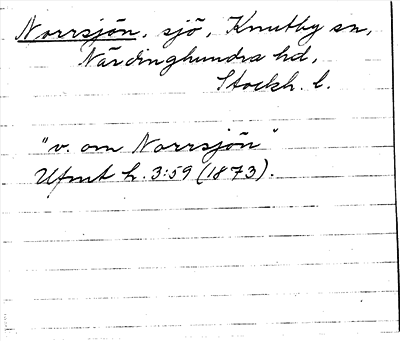 Norrsjön, sjö, Knutby sn,
Närdinghundra hd,
Stockh. l.
"v. om Norrsjön"
Ufmt h. 3:59 (1873).